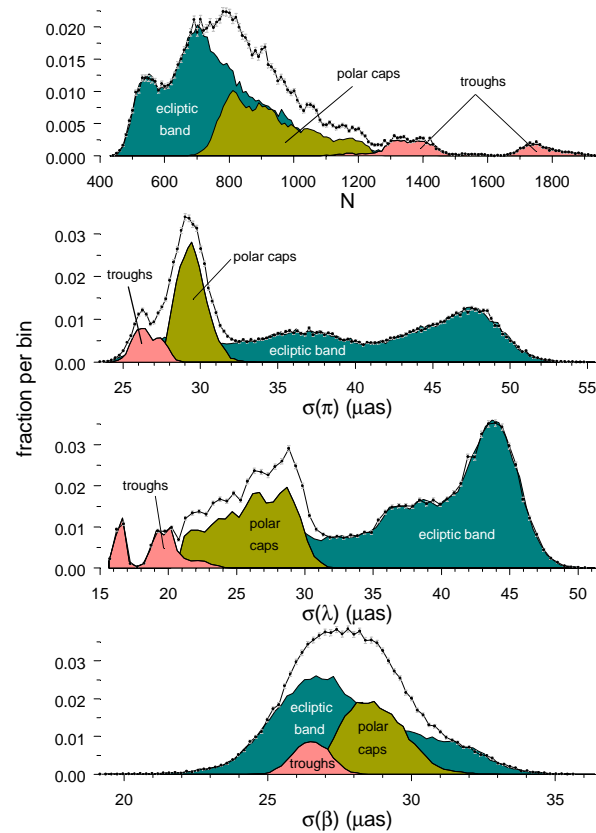 fraction per bin
0.020
0.015
0.010
0.005
0.000
ecliptic
band
polar caps
troughs
400 600 800 1000 1200 1400 1600 1800
N
0.03
0.02
0.01
0.00
troughs
polar caps
ecliptic band
25 30 35 40 45 50 55
σ(π) (μas)
0.03
0.02
0.01
0.00
troughs
polar
caps
ecliptic band
15 20 25 30 35 40 45 50
σ(λ) (μas)
0.03
0.02
0.01
0.00
ecliptic
band
polar
caps
troughs
20 25 30 35
σ(β) (μas)